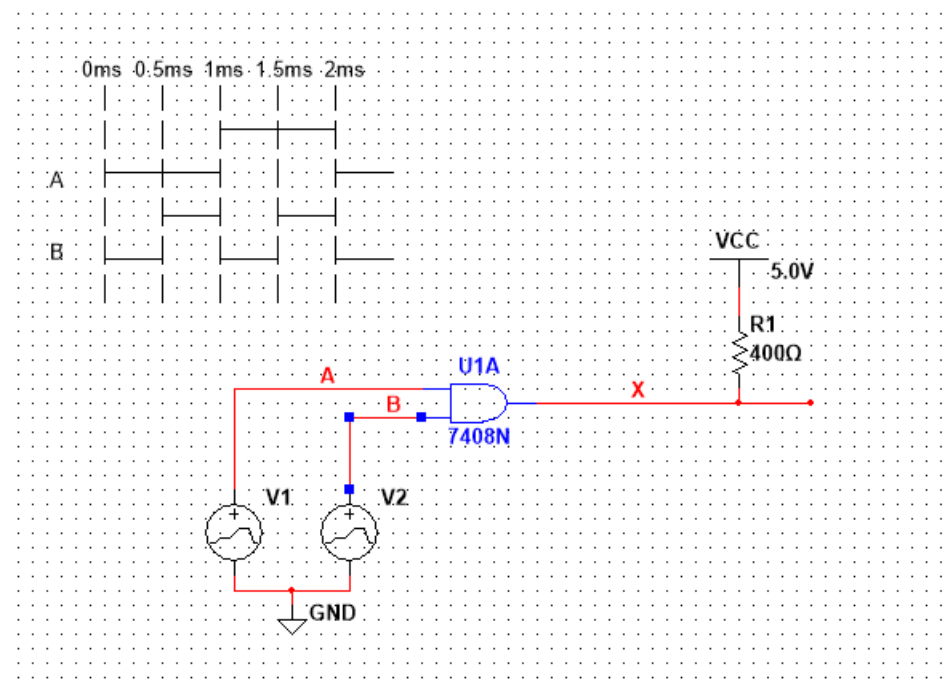 0ms 0.5ms 1ms 1.5ms 2ms
A
B
VCC
5.0V
R1
400Ω
U1A
A
X
B
7408N
V1
V2
GND